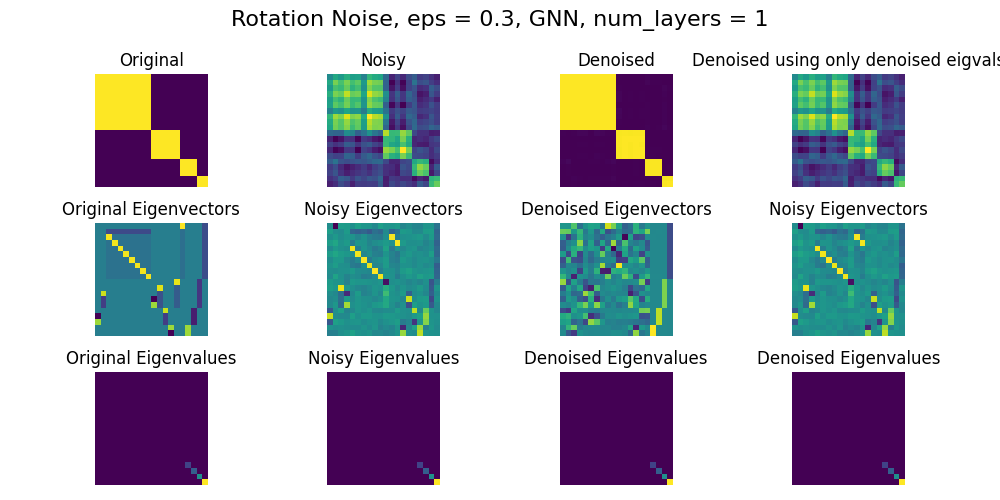 Rotation Noise, eps = 0.3, GNN, num_layers = 1
Original
Noisy
Denoised
Denoised using only denoised eigvals
Original Eigenvectors
Noisy Eigenvectors
Denoised Eigenvectors
Noisy Eigenvectors
Original Eigenvalues
Noisy Eigenvalues
Denoised Eigenvalues
Denoised Eigenvalues